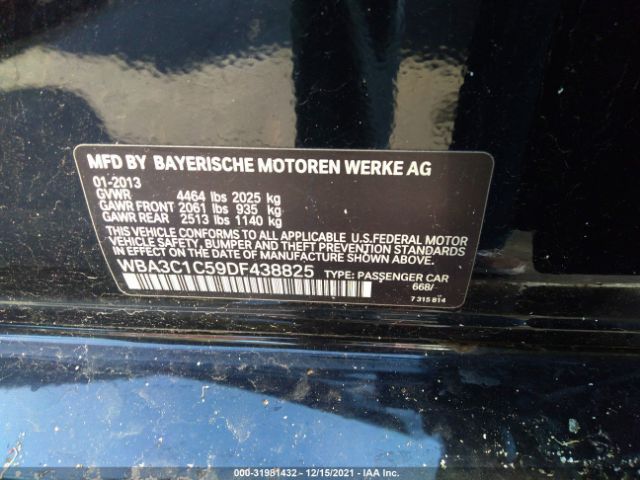 MFD BY BAYERISCHE MOTOREN WERKE AG
01-2013
GVWR 4464 lbs 2025 kg
GAWR FRONT 2061 lbs 935 kg
GAWR REAR 2513 lbs 1140 kg
THIS VEHICLE CONFORMS TO ALL APPLICABLE U.S.FEDERAL MOTOR
VEHICLE SAFETY, BUMPER AND THEFT PREVENTION STANDARDS
IN EFFECT ON THE DATE OF MANUFACTURE SHOWN ABOVE.
WBA3C1C59DF438825 TYPE: PASSENGER CAR
668/-
7 315 814
000-31981432 - 12/15/2021 - IAA Inc.